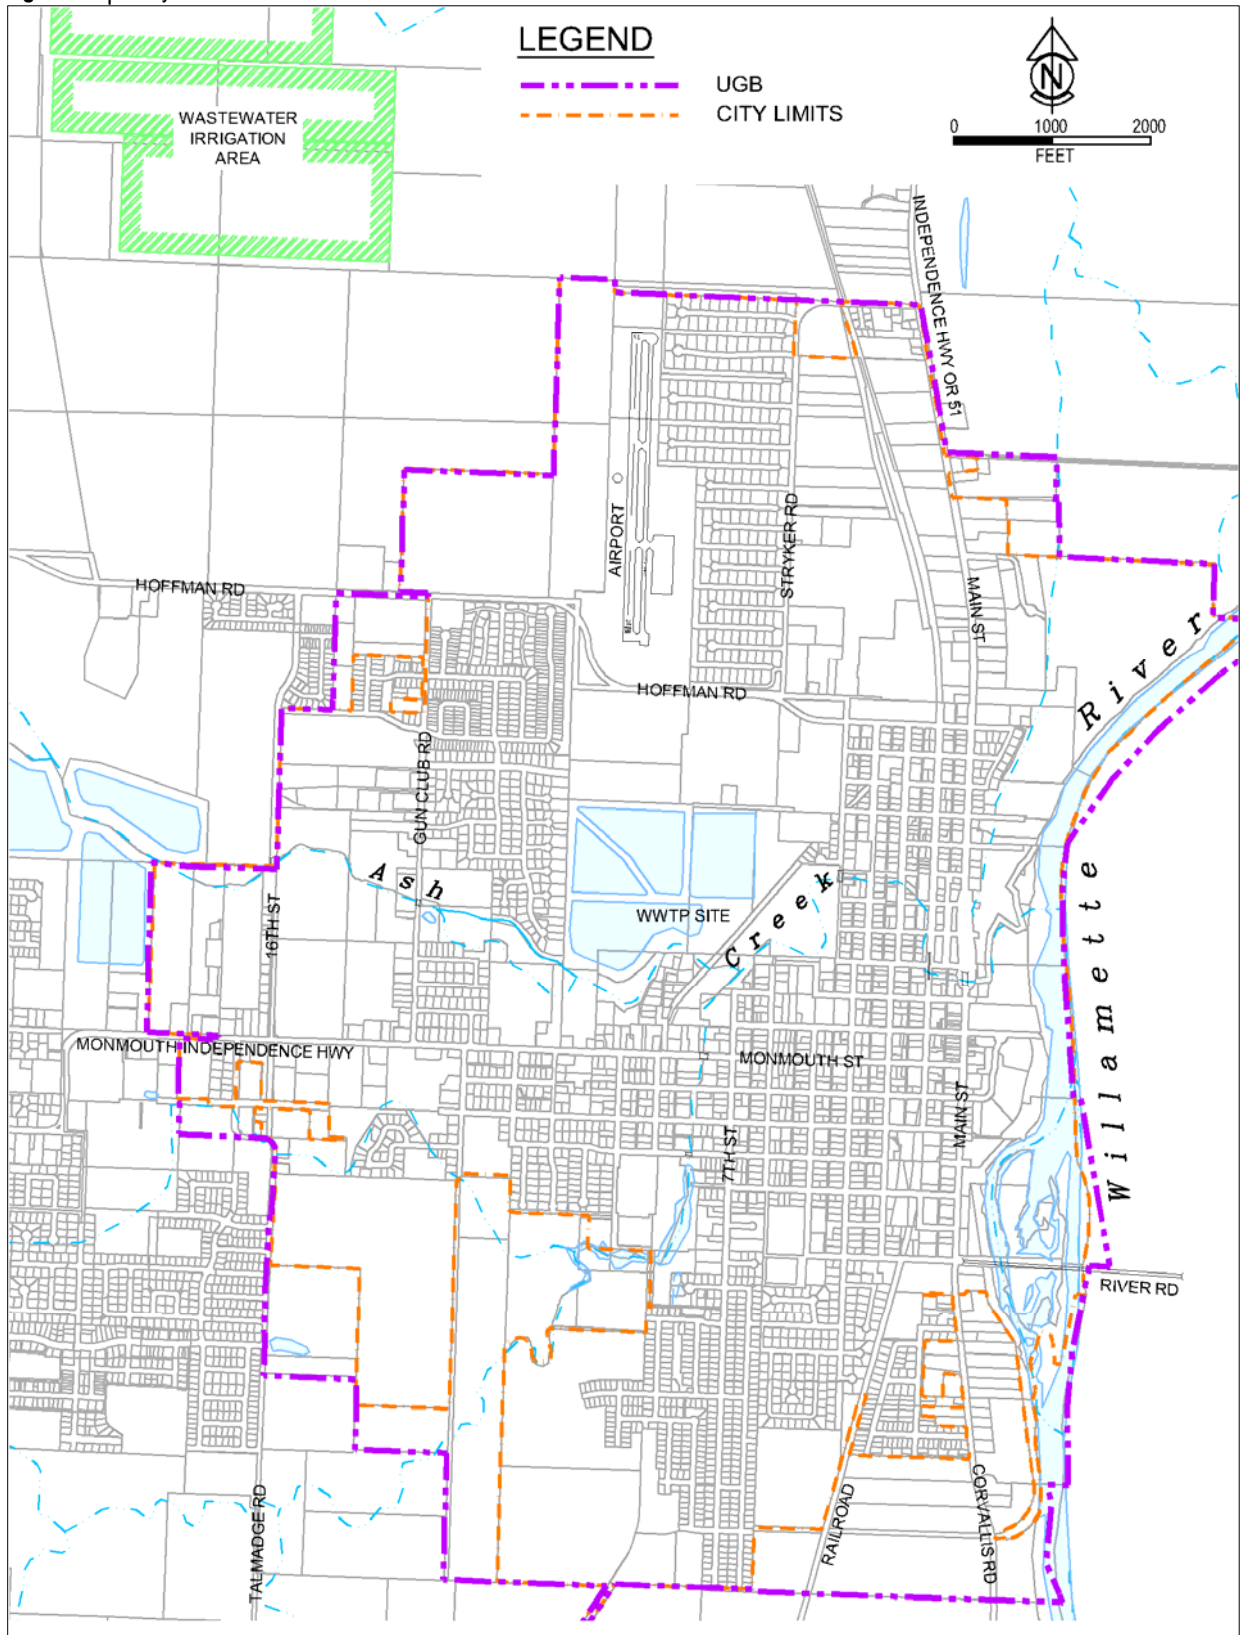 LEGEND
UGB
CITY LIMITS
N
0 1000 2000
FEET
WASTEWATER
IRRIGATION
AREA
INDEPENDENCE HWY OR 51
AIRPORT
STRYKER RD
HOFFMAN RD
MAIN ST
River
HOFFMAN RD
GUN CLUB RD
Ash
Creek
WWTP SITE
16TH ST
Willamette
MONMOUTH INDEPENDENCE HWY
MONMOUTH ST
MAIN ST
7TH ST
RIVER RD
TALMADGE RD
RAILROAD
CORVALLIS RD